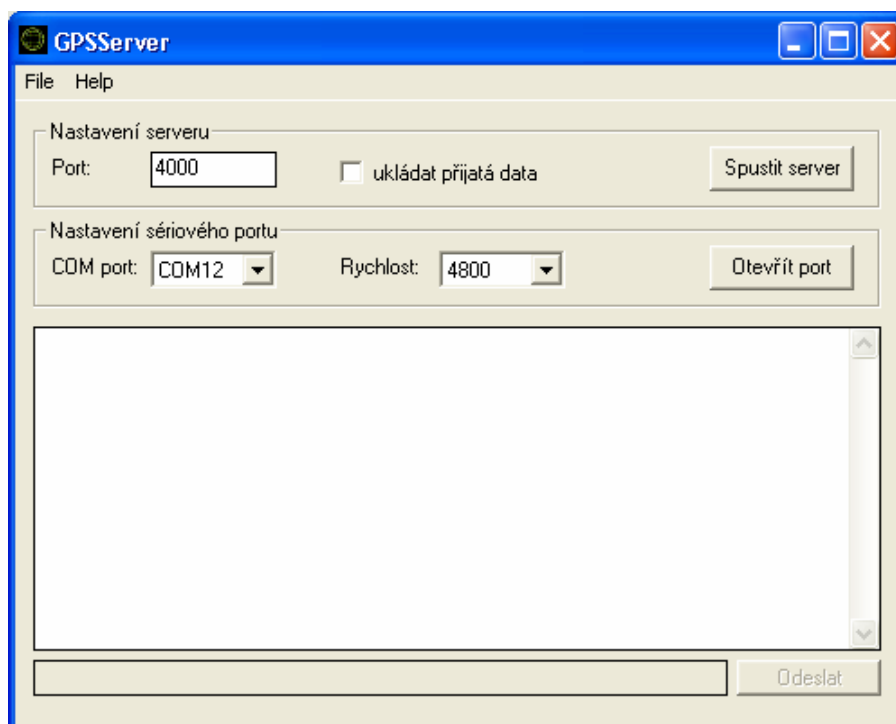 GPSServer
File Help
Nastavení serveru
Port: 4000 ukládat přijatá data Spustit server
Nastavení sériového portu
COM port: COM12 Rychlost: 4800 Otevřít port
Odeslat